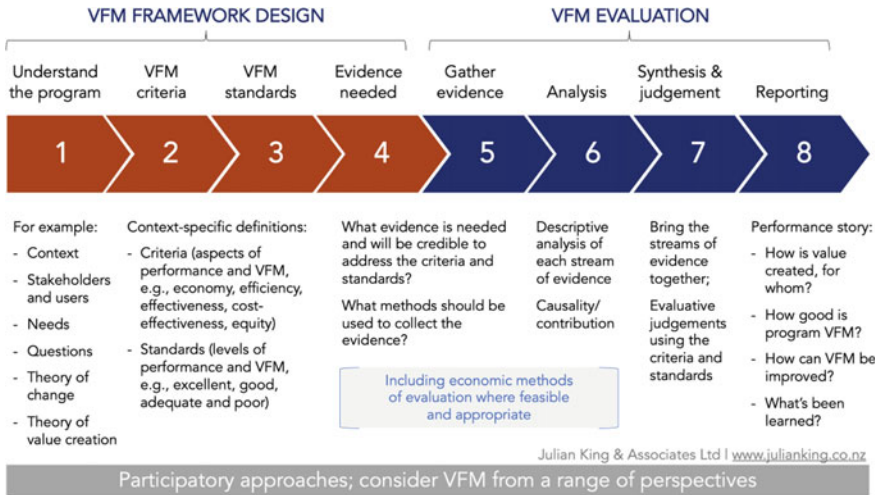 VFM FRAMEWORK DESIGN
VFM EVALUATION
Understand
the program
VFM
criteria
VFM
standards
Evidence
needed
Gather
evidence
Analysis
Synthesis &
judgement
Reporting
1
2
3
4
5
6
7
8
For example:
- Context
- Stakeholders
and users
- Needs
- Questions
- Theory of
change
- Theory of
value creation
Context-specific definitions:
- Criteria (aspects of
performance and VFM,
e.g., economy, efficiency,
effectiveness, cost-
effectiveness, equity)
- Standards (levels of
performance and VFM,
e.g., excellent, good,
adequate and poor)
What evidence is needed
and will be credible to
address the criteria and
standards?
What methods should be
used to collect the
evidence?
Descriptive
analysis of
each stream
of evidence
Causality/
contribution
Including economic methods
of evaluation where feasible
and appropriate
Bring the
streams of
evidence
together;
Evaluative
judgements
using the
criteria and
standards
Performance story:
- How is value
created, for
whom?
- How good is
program VFM?
- How can VFM be
improved?
- What's been
learned?
Julian King & Associates Ltd | www.julianking.co.nz
Participatory approaches; consider VFM from a range of perspectives